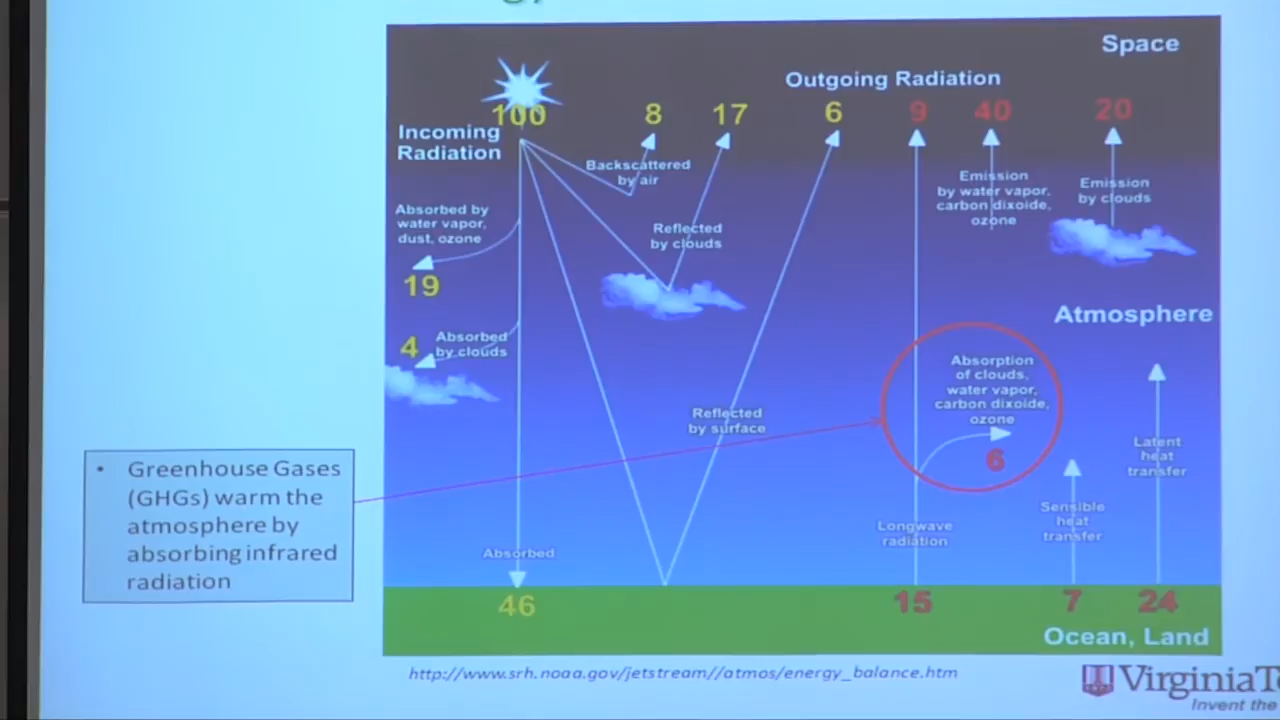 Space
Outgoing Radiation
100
8
17
6
9
40
20
Incoming
Radiation
Backscattered
by air
Emission
by water vapor,
carbon dixoide,
ozone
Emission
by clouds
Absorbed by
water vapor,
dust, ozone
19
Reflected
by clouds
Atmosphere
4
Absorbed
by clouds
Absorption
of clouds,
water vapor,
carbon dixoide,
ozone
6
Reflected
by surface
Latent
heat
transfer
Sensible
heat
transfer
Longwave
radiation
Absorbed
46
15
7
24
Ocean, Land
• Greenhouse Gases
(GHGs) warm the
atmosphere by
absorbing infrared
radiation
http://www.srh.noaa.gov/jetstream//atmos/energy_balance.htm
Invent the